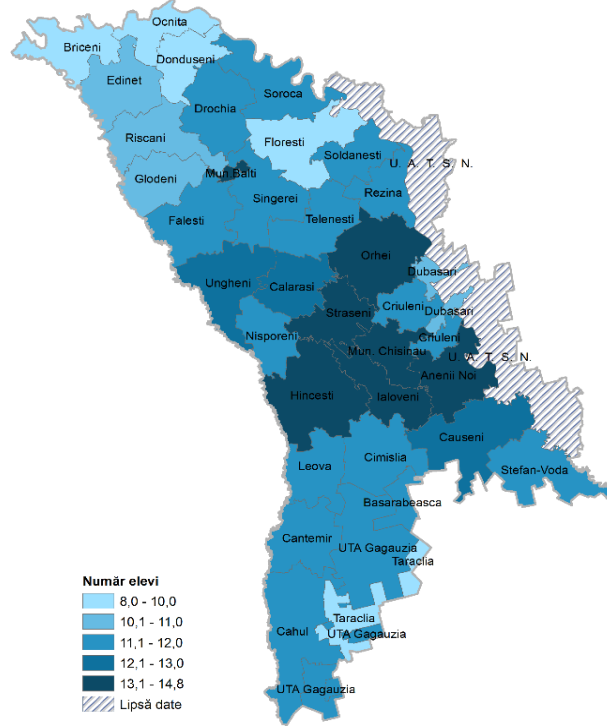 Ocnita
Briceni
Donduseni
Edinet
Soroca
Drochia
Floresti
Riscani
Soldanesti
U. A. T. S. N.
Mun.Balti
Glodeni
Rezina
Singerei
Falesti
Telenesti
Orhei
Dubasari
Ungheni
Calarasi
Criuleni
Dubasari
Straseni
Nisporeni
Criuleni
Mun. Chisinau
U. A. T. S. N.
Anenii Noi
Hincesti
Ialoveni
Causeni
Cimislia
Leova
Stefan-Voda
Basarabeasca
Cantemir
UTA Gagauzia
Taraclia
Taraclia
Cahul
UTA Gagauzia
UTA Gagauzia
Număr elevi
8,0 - 10,0
10,1 - 11,0
11,1 - 12,0
12,1 - 13,0
13,1 - 14,8
Lipsă date